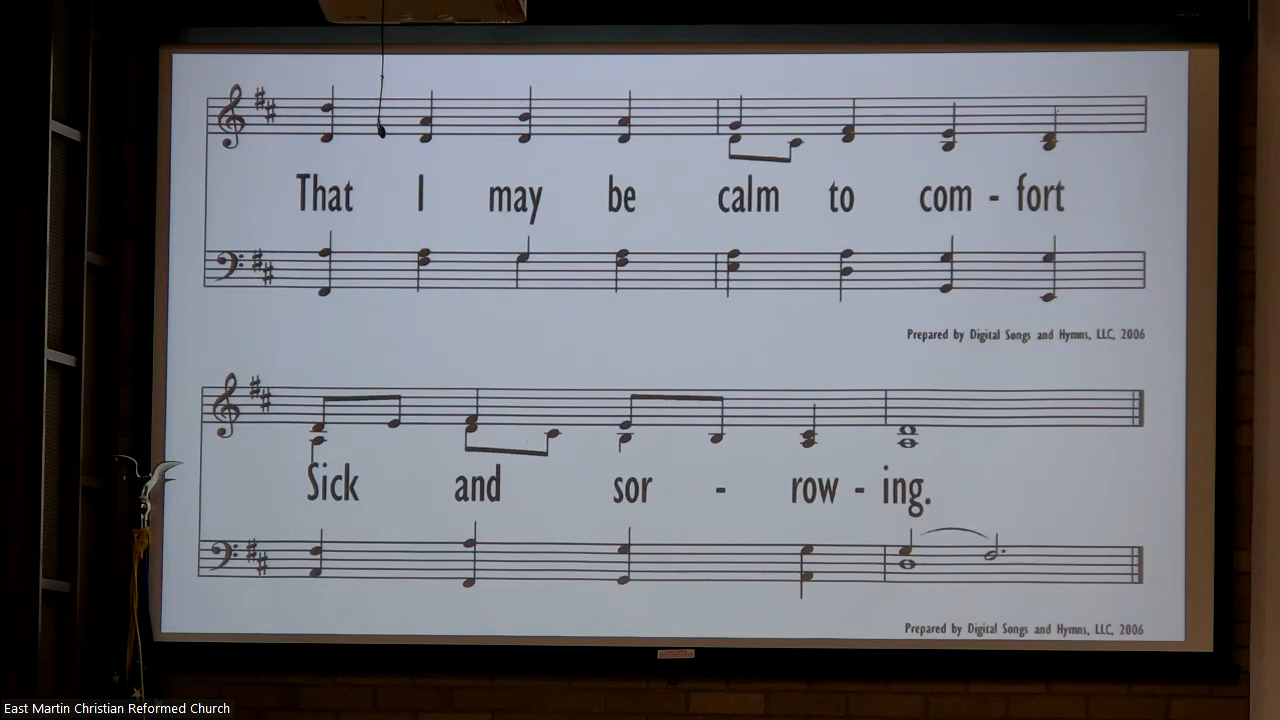 That I may be calm to com - fort
Prepared by Digital Songs and Hymns, LLC, 2006
Sick and sor - row - ing.
Prepared by Digital Songs and Hymns, LLC, 2006
East Martin Christian Reformed Church